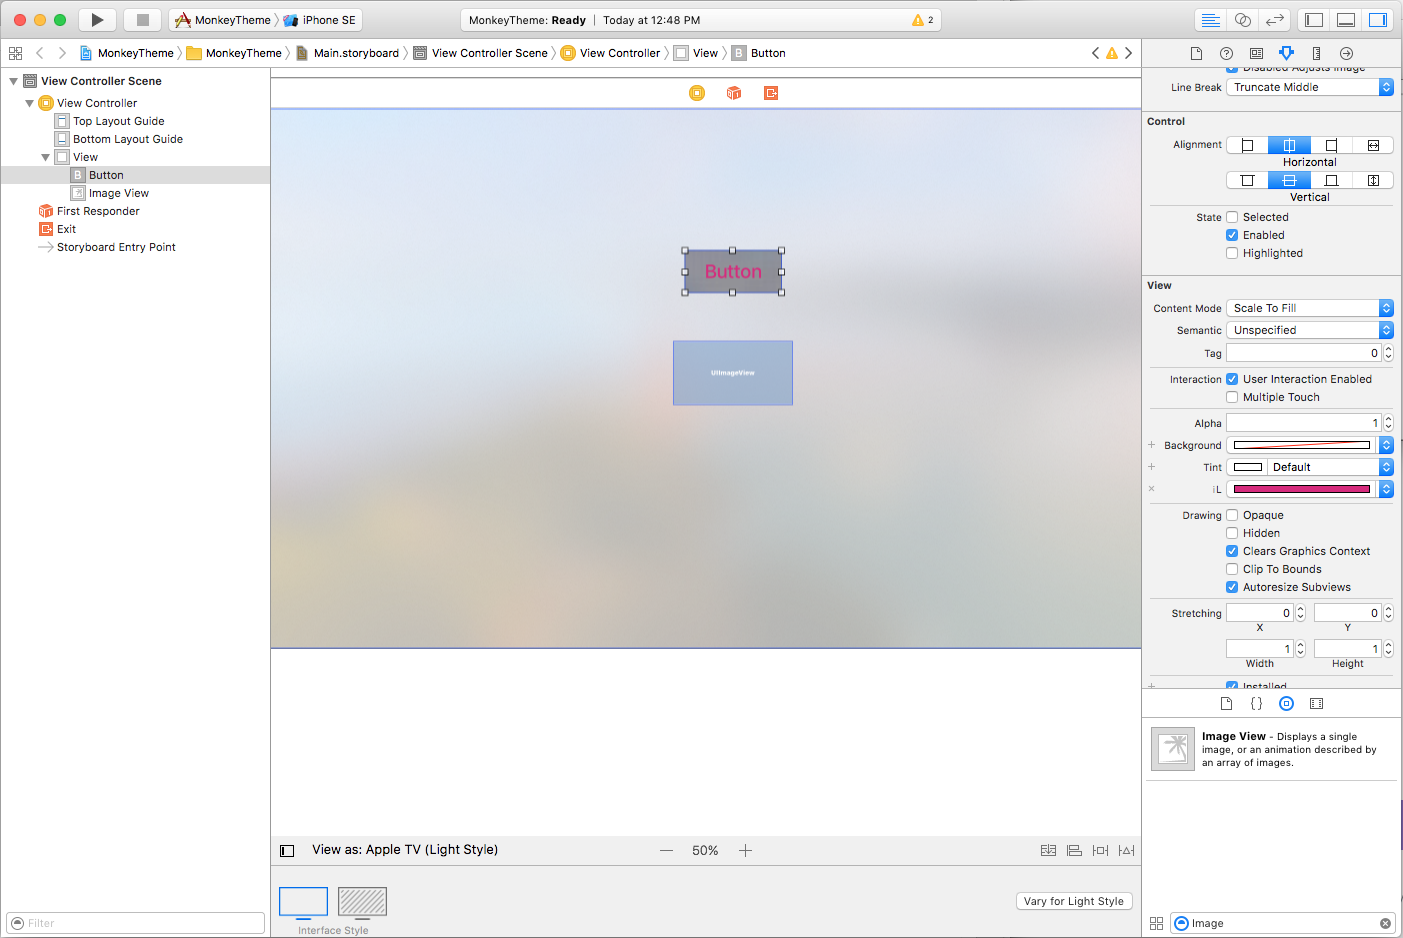 MonkeyTheme iPhone SE
MonkeyTheme: Ready | Today at 12:48 PM
2
MonkeyTheme MonkeyTheme Main.storyboard View Controller Scene View Controller View B Button
View Controller Scene
View Controller
Top Layout Guide
Bottom Layout Guide
View
B Button
Image View
First Responder
Exit
Storyboard Entry Point
Filter
Button
UIImageView
View as: Apple TV (Light Style)
50%
Interface Style
Vary for Light Style
Disabled Adjusts Image
Line Break Truncate Middle
Control
Alignment
Horizontal
Vertical
State Selected
Enabled
Highlighted
View
Content Mode Scale To Fill
Semantic Unspecified
Tag 0
Interaction User Interaction Enabled
Multiple Touch
Alpha 1
Background
Tint Default
iL
Drawing Opaque
Hidden
Clears Graphics Context
Clip To Bounds
Autoresize Subviews
Stretching 0 0
X Y
1 1
Width Height
Installed
Image View - Displays a single
image, or an animation described by
an array of images.
Image